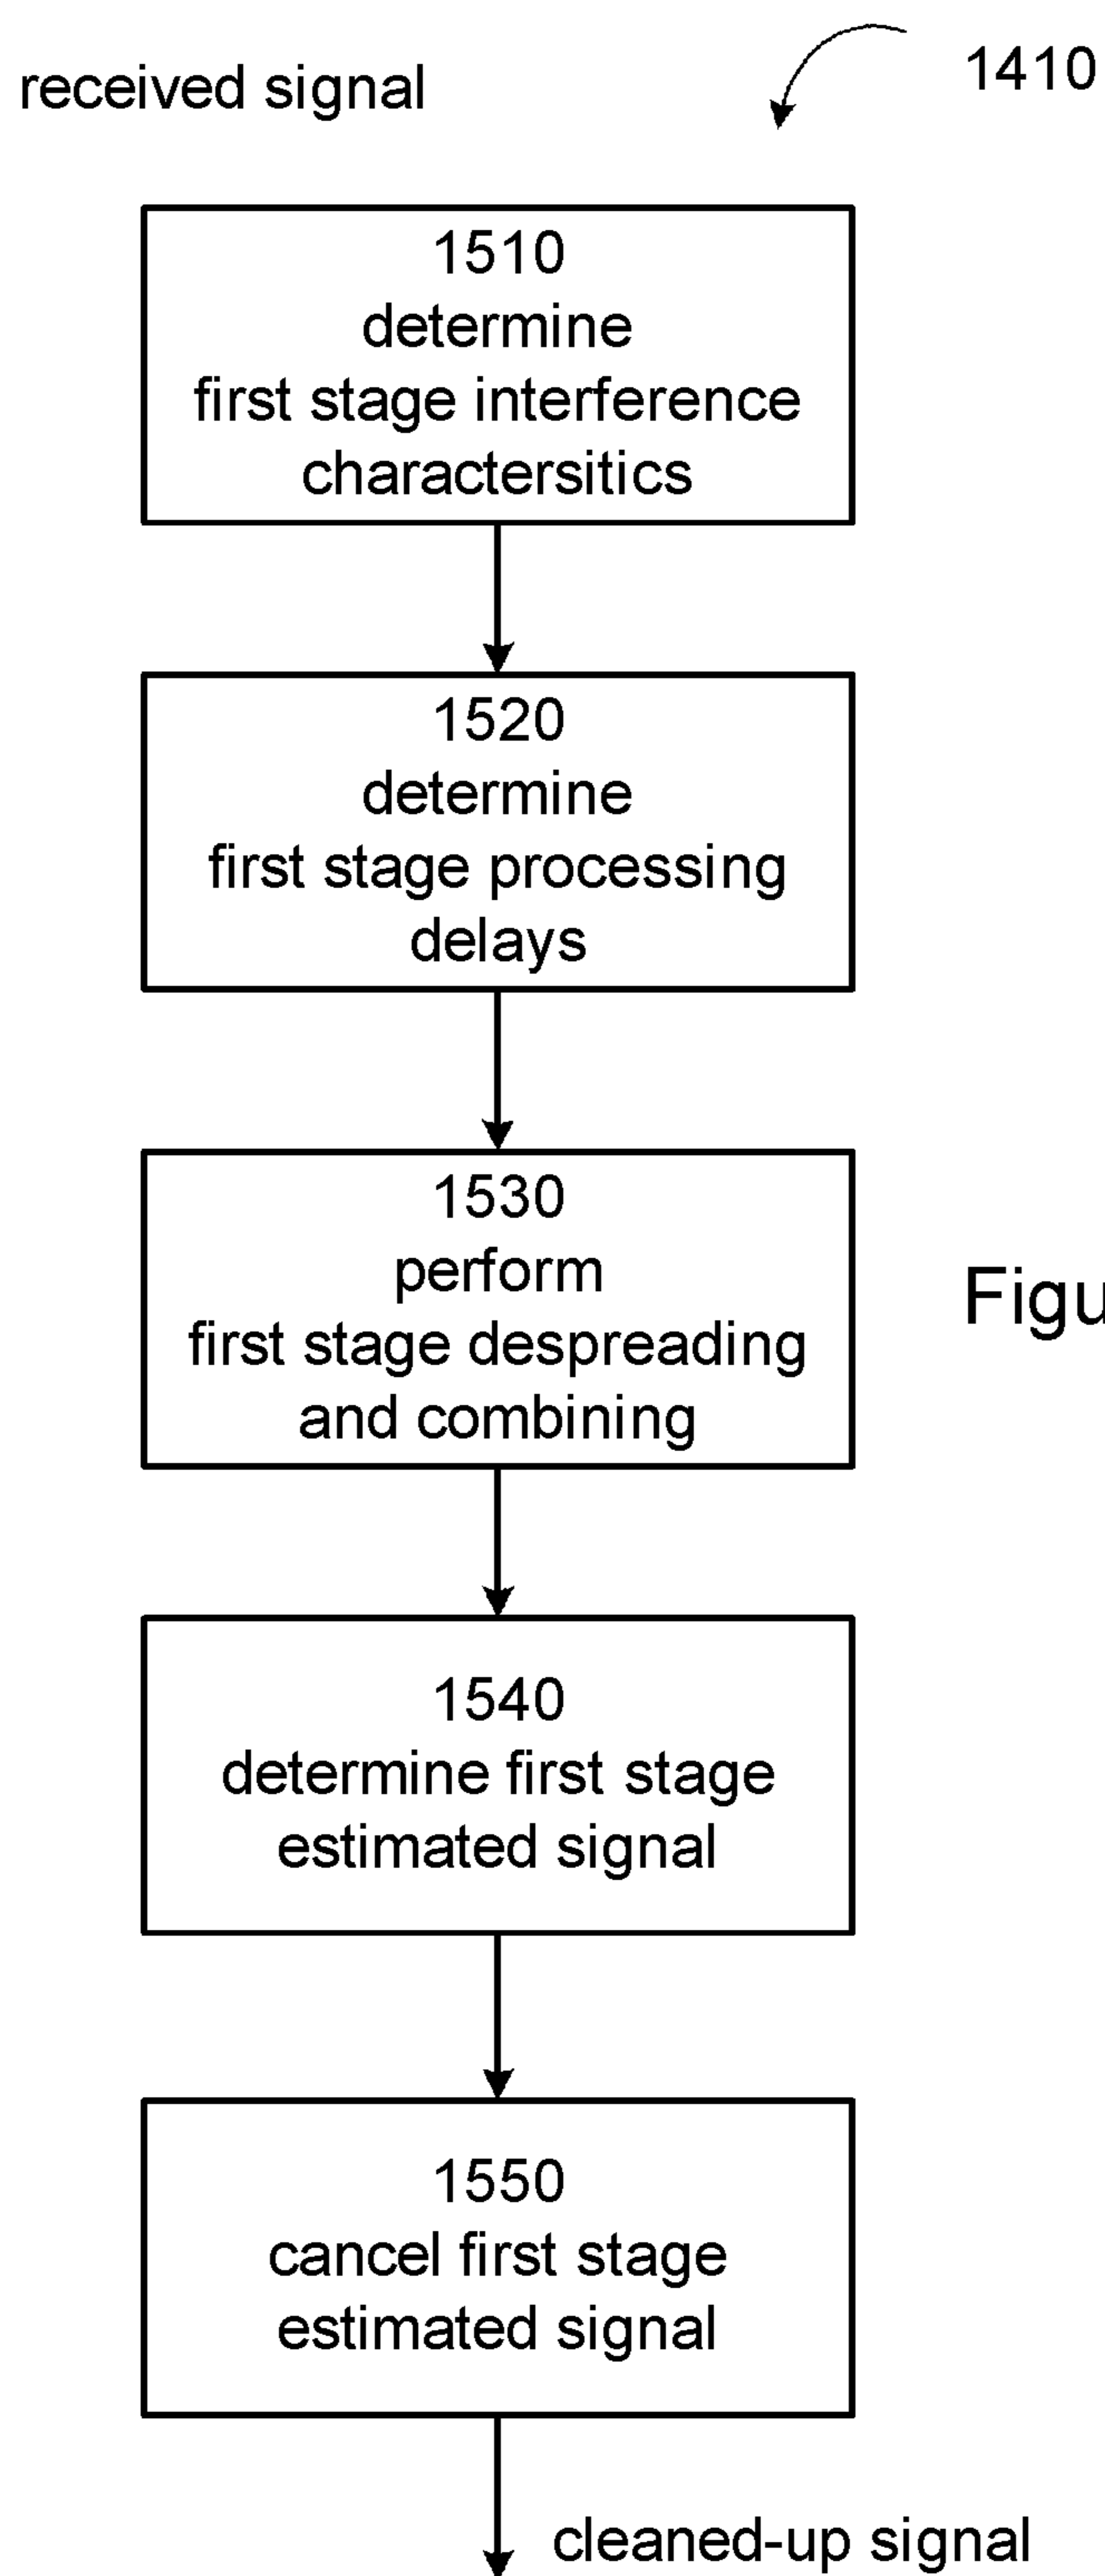 received signal
1410
1510
determine
first stage interference
charactersitics
1520
determine
first stage processing
delays
1530
perform
first stage despreading
and combining
Figu
1540
determine first stage
estimated signal
1550
cancel first stage
estimated signal
cleaned-up signal